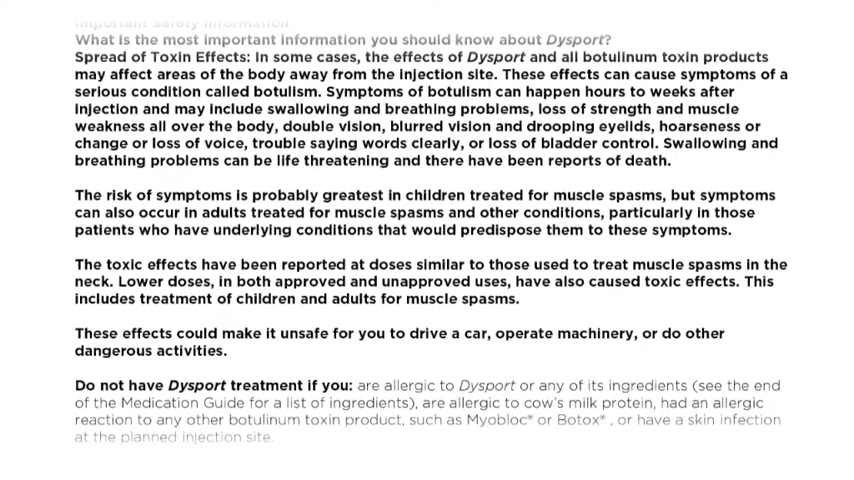 Important Safety Information
What is the most important information you should know about Dysport?
Spread of Toxin Effects: In some cases, the effects of Dysport and all botulinum toxin products
may affect areas of the body away from the injection site. These effects can cause symptoms of a
serious condition called botulism. Symptoms of botulism can happen hours to weeks after
injection and may include swallowing and breathing problems, loss of strength and muscle
weakness all over the body, double vision, blurred vision and drooping eyelids, hoarseness or
change or loss of voice, trouble saying words clearly, or loss of bladder control. Swallowing and
breathing problems can be life threatening and there have been reports of death.
The risk of symptoms is probably greatest in children treated for muscle spasms, but symptoms
can also occur in adults treated for muscle spasms and other conditions, particularly in those
patients who have underlying conditions that would predispose them to these symptoms.
The toxic effects have been reported at doses similar to those used to treat muscle spasms in the
neck. Lower doses, in both approved and unapproved uses, have also caused toxic effects. This
includes treatment of children and adults for muscle spasms.
These effects could make it unsafe for you to drive a car, operate machinery, or do other
dangerous activities.
Do not have Dysport treatment if you: are allergic to Dysport or any of its ingredients (see the end
of the Medication Guide for a list of ingredients), are allergic to cow's milk protein, had an allergic
reaction to any other botulinum toxin product, such as Myobloc® or Botox® , or have a skin infection
at the planned injection site.